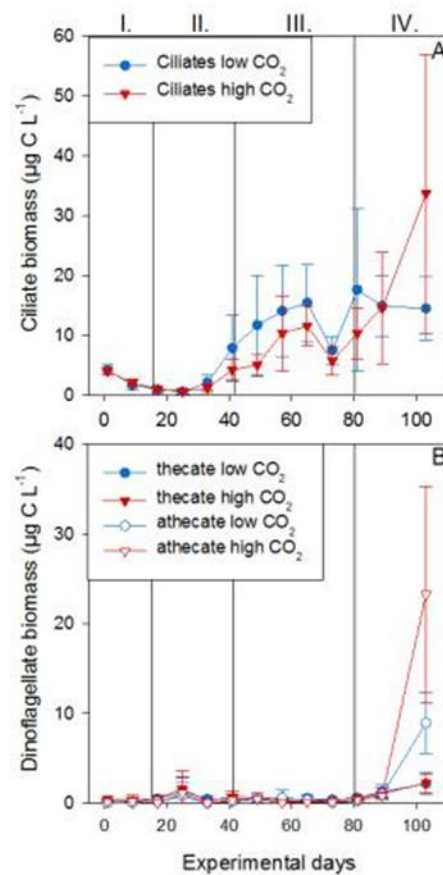 I. II. III. IV.
A
Ciliates low CO₂
Ciliates high CO₂
Ciliate biomass (µg C L⁻¹)
60
50
40
30
20
10
0
0 20 40 60 80 100
B
thecate low CO₂
thecate high CO₂
athecate low CO₂
athecate high CO₂
Dinoflagellate biomass (µg C L⁻¹)
40
30
20
10
0
0 20 40 60 80 100
Experimental days